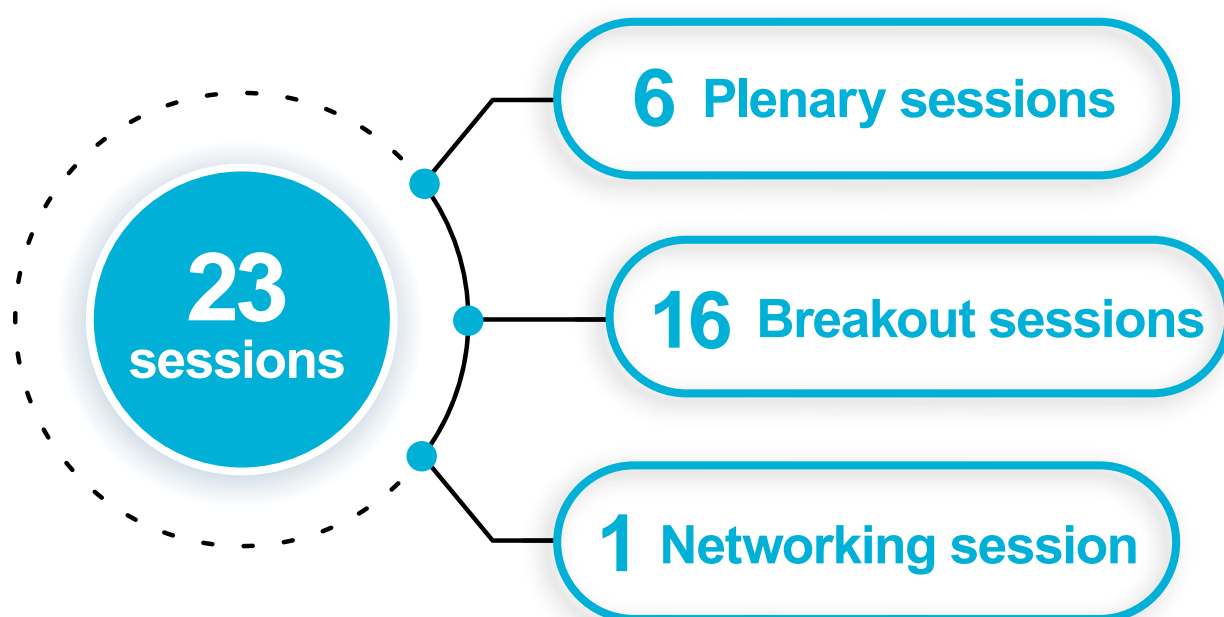 23
sessions
6 Plenary sessions
16 Breakout sessions
1 Networking session